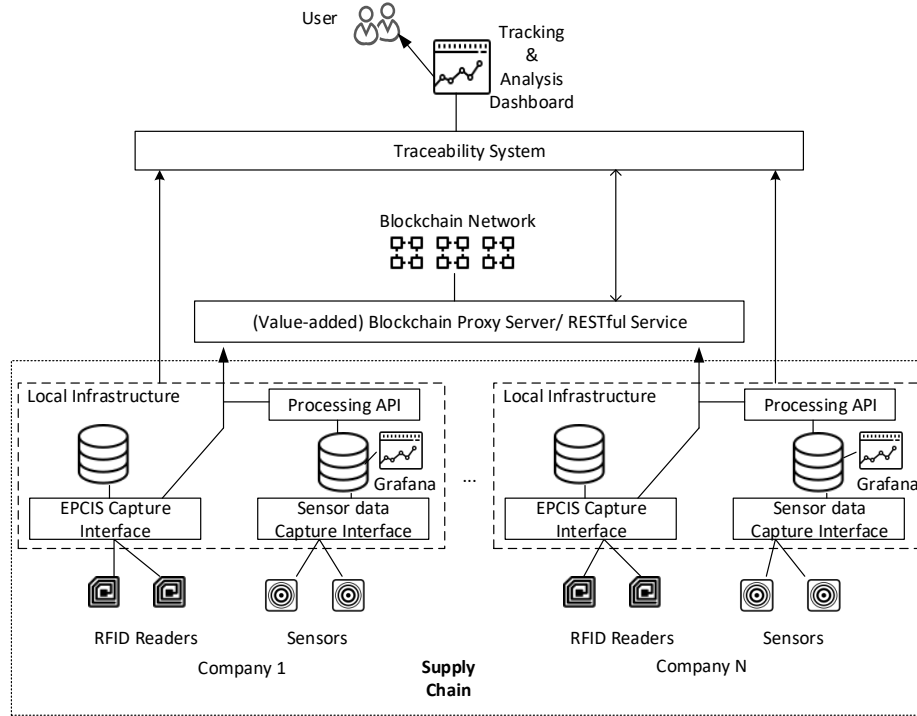 User
Tracking
&
Analysis
Dashboard
Traceability System
Blockchain Network
(Value-added) Blockchain Proxy Server/ RESTful Service
Local Infrastructure
Processing API
Grafana
EPCIS Capture
Interface
Sensor data
Capture Interface
RFID Readers
Sensors
Company 1
...
Local Infrastructure
Processing API
Grafana
EPCIS Capture
Interface
Sensor data
Capture Interface
RFID Readers
Sensors
Company N
Supply
Chain